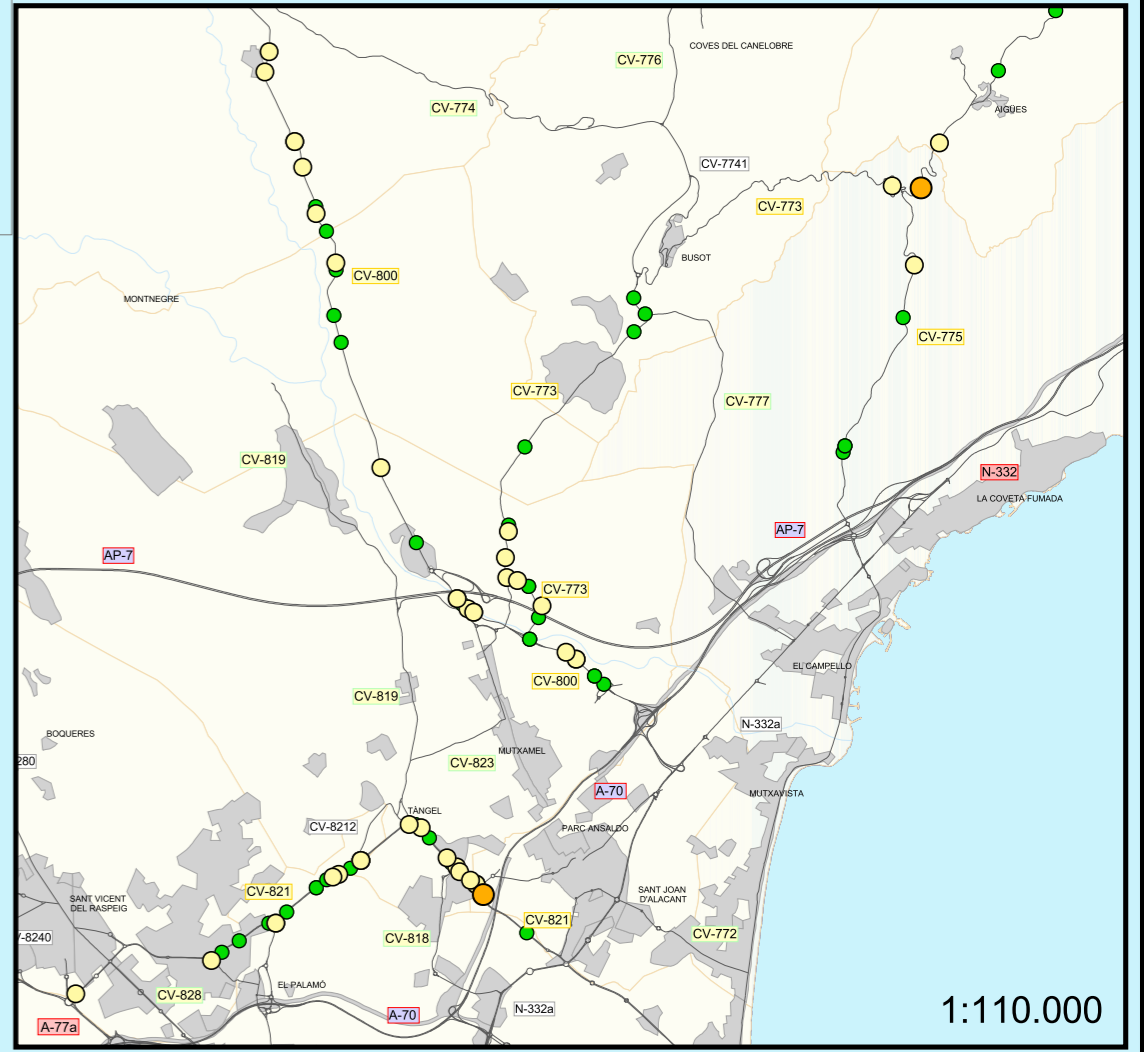 COVES DEL CANELOBRE
CV-776
CV-774
AIGÜES
CV-7741
CV-773
BUSOT
CV-800
MONTNEGRE
CV-775
CV-773
CV-777
CV-819
N-332
LA COVETA FUMADA
AP-7
AP-7
CV-773
EL CAMPELLO
CV-800
CV-819
N-332a
BOQUERES
MUTXAMEL
280
CV-823
A-70
MUTXAVISTA
TÀNGEL
CV-8212
PARC ANSALDO
CV-821
SANT VICENT
DEL RASPEIG
SANT JOAN
D'ALACANT
CV-821
V-8240
CV-818
CV-772
EL PALAMÓ
CV-828
N-332a
A-70
A-77a
1:110.000